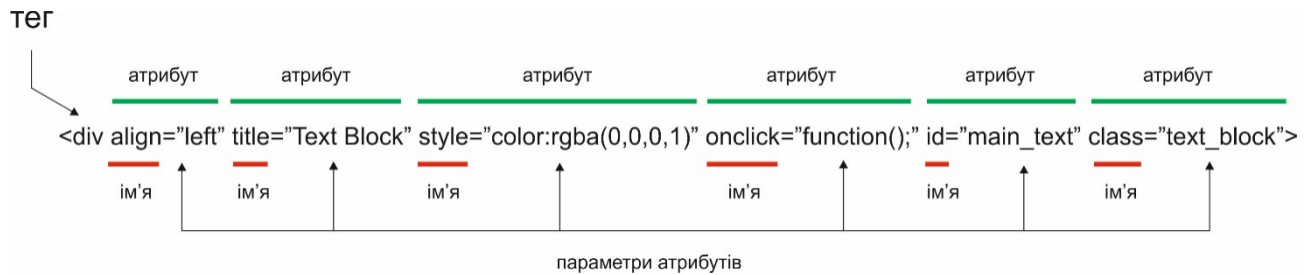 тег
атрибут атрибут атрибут атрибут атрибут атрибут
<div align=”left” title=”Text Block” style=”color:rgba(0,0,0,1)” onclick=”function();” id=”main_text” class=”text_block”>
ім’я ім’я ім’я ім’я ім’я ім’я
параметри атрибутів